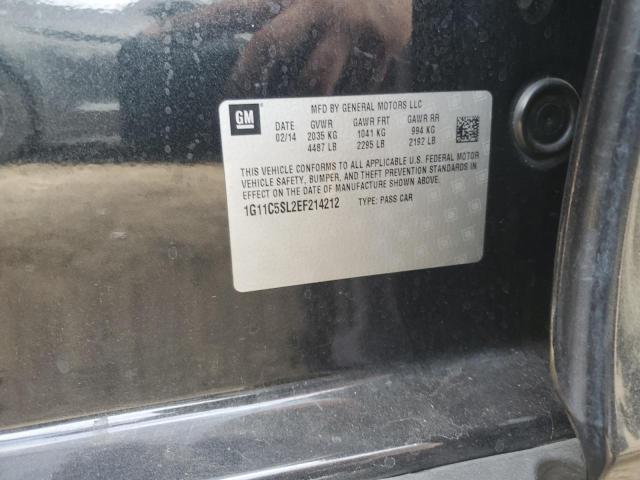 GM
MFD BY GENERAL MOTORS LLC
DATE GVWR GAWR FRT GAWR RR
02/14 2035 KG 1041 KG 994 KG
4487 LB 2295 LB 2192 LB
THIS VEHICLE CONFORMS TO ALL APPLICABLE U.S. FEDERAL MOTOR
VEHICLE SAFETY, BUMPER, AND THEFT PREVENTION STANDARDS IN
EFFECT ON THE DATE OF MANUFACTURE SHOWN ABOVE.
1G11C5SL2EF214212 TYPE: PASS CAR